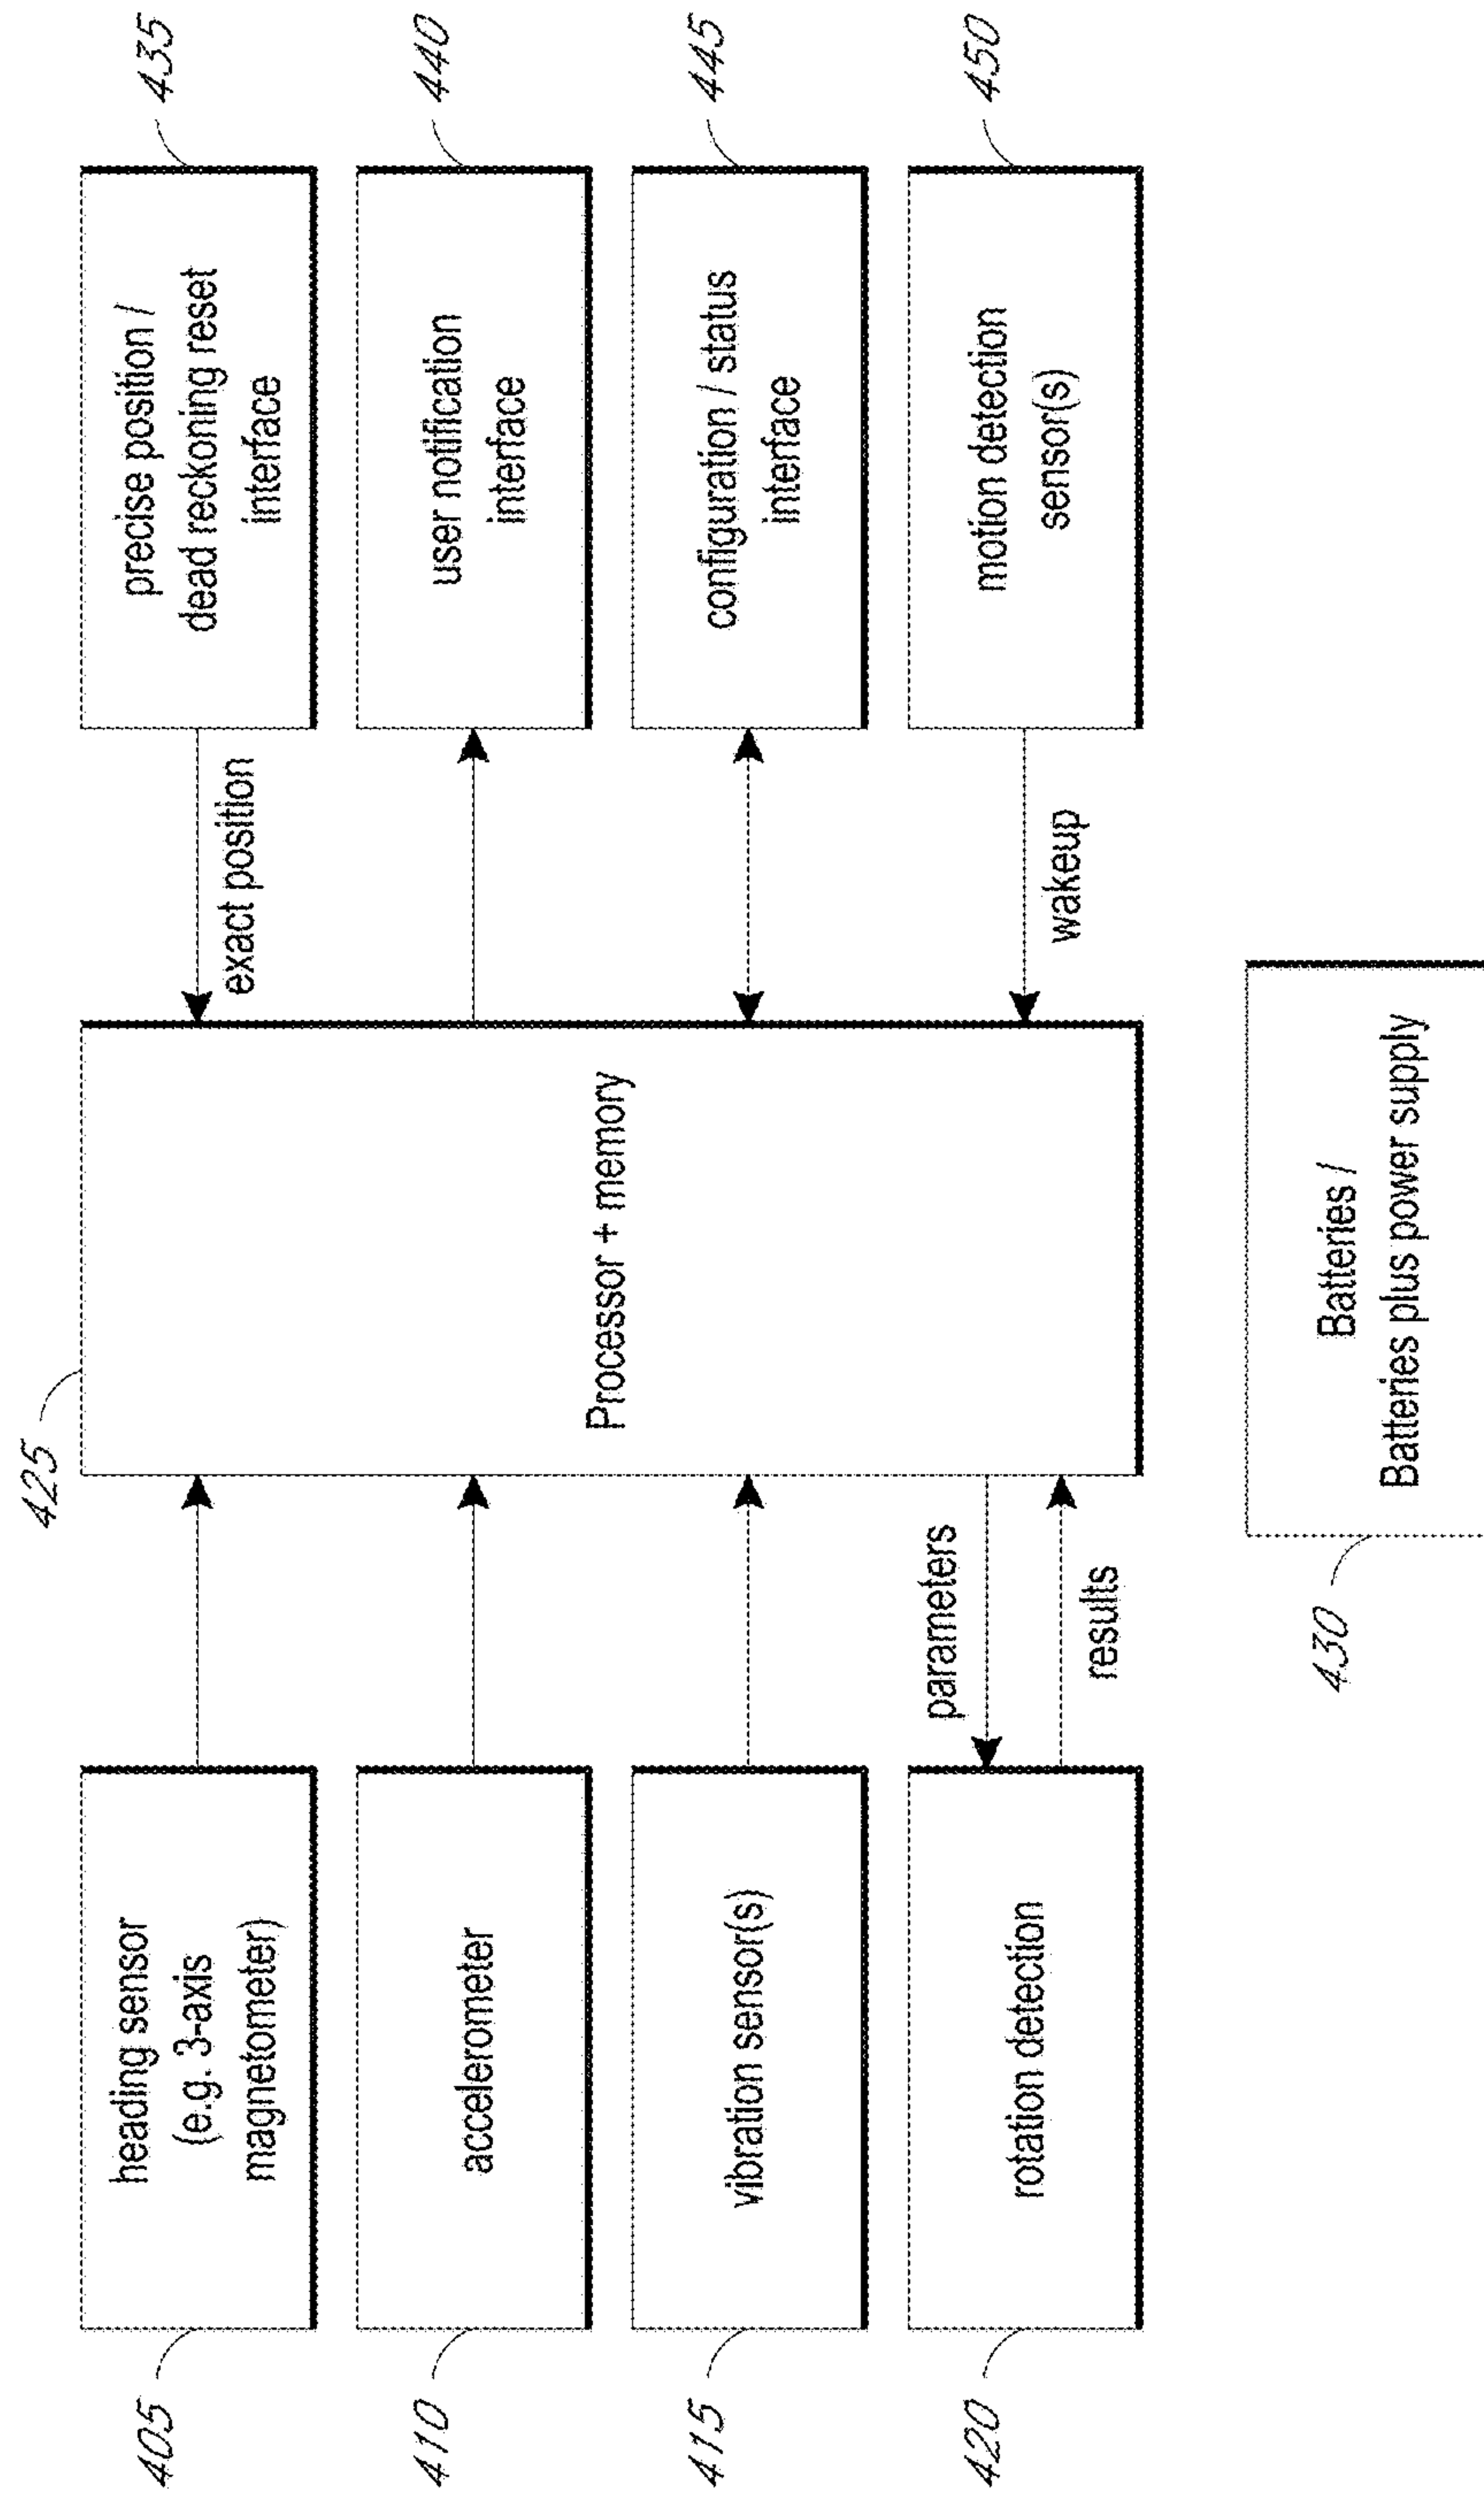 425
405
heading sensor
(e.g. 3-axis
magnetometer)
410
accelerometer
415
vibration sensor(s)
420
rotation detection
parameters
results
Processor + memory
exact position
wakeup
precise position /
dead reckoning reset
interface
435
user notification
interface
440
configuration / status
interface
445
motion detection
sensor(s)
450
430
Batteries /
Batteries plus power supply